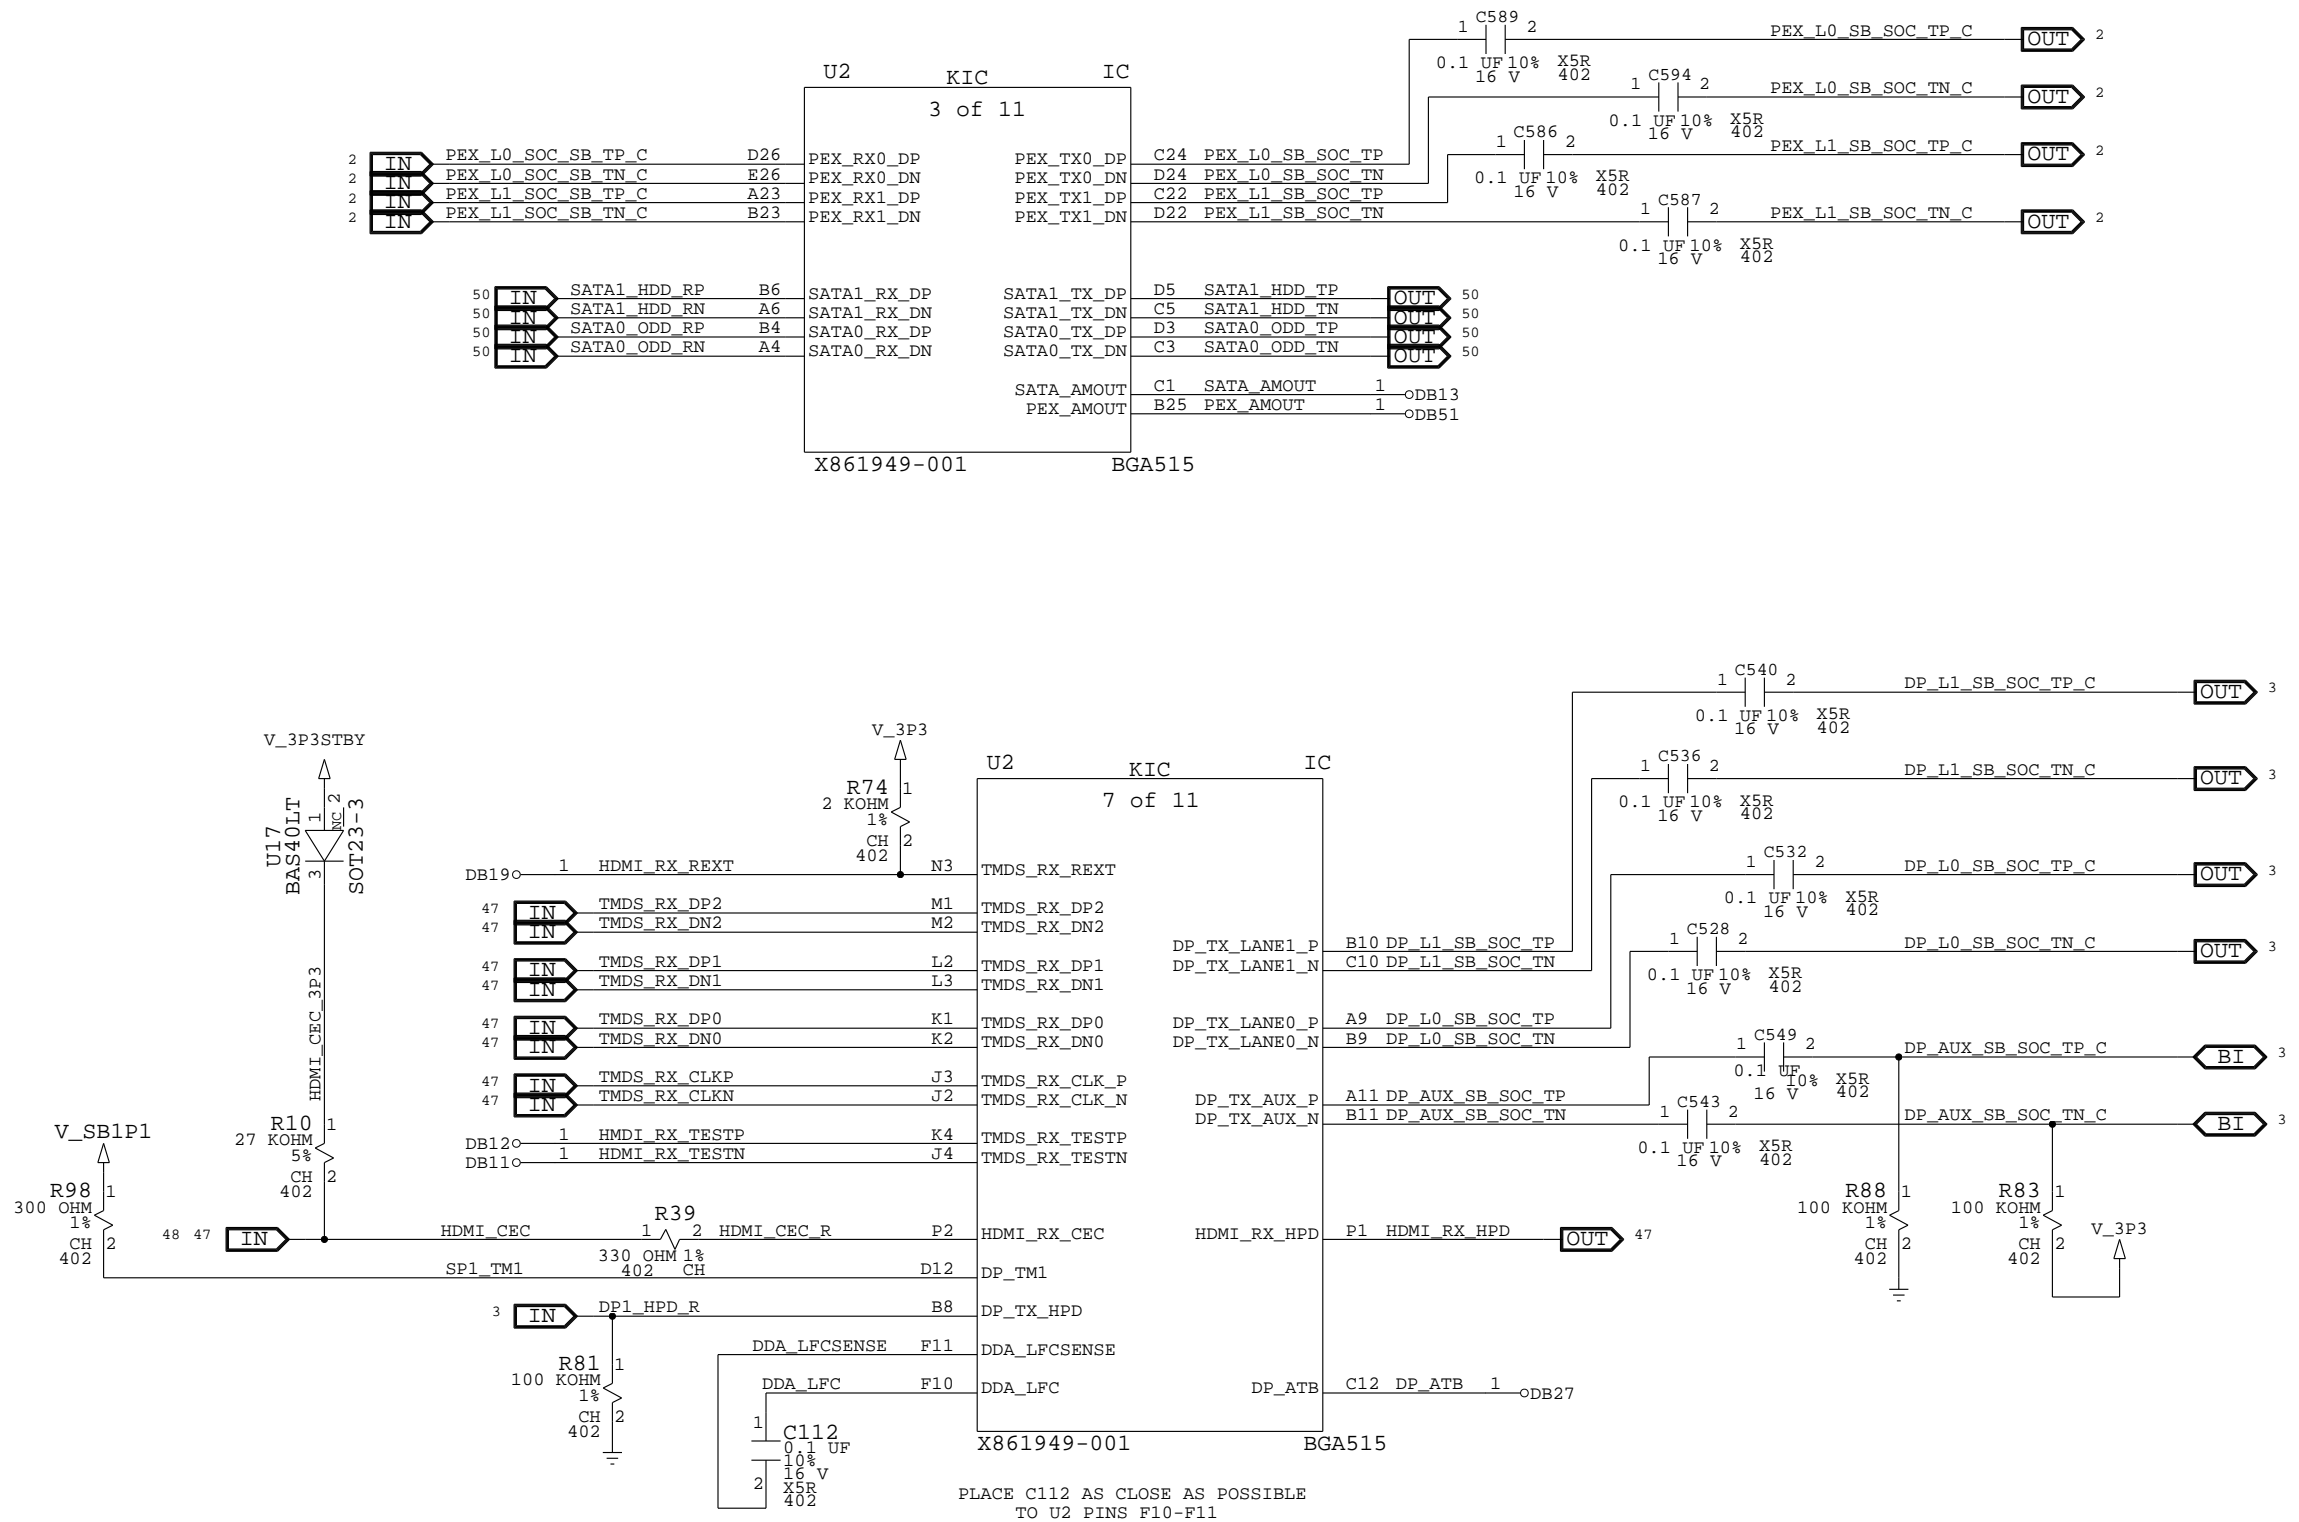 U2 KIC IC
3 of 11
2 IN PEX_L0_SOC_SB_TP_C D26 PEX_RX0_DP
2 IN PEX_L0_SOC_SB_TN_C E26 PEX_RX0_DN
2 IN PEX_L1_SOC_SB_TP_C A23 PEX_RX1_DP
2 IN PEX_L1_SOC_SB_TN_C B23 PEX_RX1_DN
50 IN SATA1_HDD_RP B6 SATA1_RX_DP
50 IN SATA1_HDD_RN A6 SATA1_RX_DN
50 IN SATA0_ODD_RP B4 SATA0_RX_DP
50 IN SATA0_ODD_RN A4 SATA0_RX_DN
PEX_TX0_DP C24 PEX_L0_SB_SOC_TP
PEX_TX0_DN D24 PEX_L0_SB_SOC_TN
PEX_TX1_DP C22 PEX_L1_SB_SOC_TP
PEX_TX1_DN D22 PEX_L1_SB_SOC_TN
SATA1_TX_DP D5 SATA1_HDD_TP OUT 50
SATA1_TX_DN C5 SATA1_HDD_TN OUT 50
SATA0_TX_DP D3 SATA0_ODD_TP OUT 50
SATA0_TX_DN C3 SATA0_ODD_TN OUT 50
SATA_AMOUT C1 SATA_AMOUT 1 DB13
PEX_AMOUT B25 PEX_AMOUT 1 DB51
X861949-001 BGA515
1 C589 2 PEX_L0_SB_SOC_TP_C OUT 2
0.1 UF 10% X5R
16 V 402
1 C594 2 PEX_L0_SB_SOC_TN_C OUT 2
0.1 UF 10% X5R
16 V 402
1 C586 2 PEX_L1_SB_SOC_TP_C OUT 2
0.1 UF 10% X5R
16 V 402
1 C587 2 PEX_L1_SB_SOC_TN_C OUT 2
0.1 UF 10% X5R
16 V 402
V_3P3STBY
U17
BAS40LT
1
NC 2
3
SOT23-3
HDMI_CEC_3P3
R10 1
27 KOHM
5%
CH 2
402
V_SB1P1
R98 1
300 OHM
1%
CH 2
402
V_3P3
R74 1
2 KOHM
1%
CH 2
402
U2 KIC IC
7 of 11
DB19 1 HDMI_RX_REXT N3 TMDS_RX_REXT
47 IN TMDS_RX_DP2 M1 TMDS_RX_DP2
47 IN TMDS_RX_DN2 M2 TMDS_RX_DN2
47 IN TMDS_RX_DP1 L2 TMDS_RX_DP1
47 IN TMDS_RX_DN1 L3 TMDS_RX_DN1
47 IN TMDS_RX_DP0 K1 TMDS_RX_DP0
47 IN TMDS_RX_DN0 K2 TMDS_RX_DN0
47 IN TMDS_RX_CLKP J3 TMDS_RX_CLK_P
47 IN TMDS_RX_CLKN J2 TMDS_RX_CLK_N
DB12 1 HMDI_RX_TESTP K4 TMDS_RX_TESTP
DB11 1 HDMI_RX_TESTN J4 TMDS_RX_TESTN
48 47 IN HDMI_CEC 1 R39 2 HDMI_CEC_R P2 HDMI_RX_CEC
330 OHM 1%
402 CH
SP1_TM1 D12 DP_TM1
3 IN DP1_HPD_R B8 DP_TX_HPD
R81 1
100 KOHM
1%
CH 2
402
DDA_LFCSENSE F11 DDA_LFCSENSE
DDA_LFC F10 DDA_LFC
1 C112
0.1 UF
10%
16 V
2 X5R
402
DP_TX_LANE1_P B10 DP_L1_SB_SOC_TP
DP_TX_LANE1_N C10 DP_L1_SB_SOC_TN
DP_TX_LANE0_P A9 DP_L0_SB_SOC_TP
DP_TX_LANE0_N B9 DP_L0_SB_SOC_TN
DP_TX_AUX_P A11 DP_AUX_SB_SOC_TP
DP_TX_AUX_N B11 DP_AUX_SB_SOC_TN
HDMI_RX_HPD P1 HDMI_RX_HPD OUT 47
DP_ATB C12 DP_ATB 1 DB27
X861949-001 BGA515
PLACE C112 AS CLOSE AS POSSIBLE
TO U2 PINS F10-F11
1 C540 2 DP_L1_SB_SOC_TP_C OUT 3
0.1 UF 10% X5R
16 V 402
1 C536 2 DP_L1_SB_SOC_TN_C OUT 3
0.1 UF 10% X5R
16 V 402
1 C532 2 DP_L0_SB_SOC_TP_C OUT 3
0.1 UF 10% X5R
16 V 402
1 C528 2 DP_L0_SB_SOC_TN_C OUT 3
0.1 UF 10% X5R
16 V 402
1 C549 2 DP_AUX_SB_SOC_TP_C BI 3
0.1 UF 10% X5R
16 V 402
1 C543 2 DP_AUX_SB_SOC_TN_C BI 3
0.1 UF 10% X5R
16 V 402
R88 1
100 KOHM
1%
CH 2
402
R83 1
100 KOHM
1%
CH 2
402
V_3P3